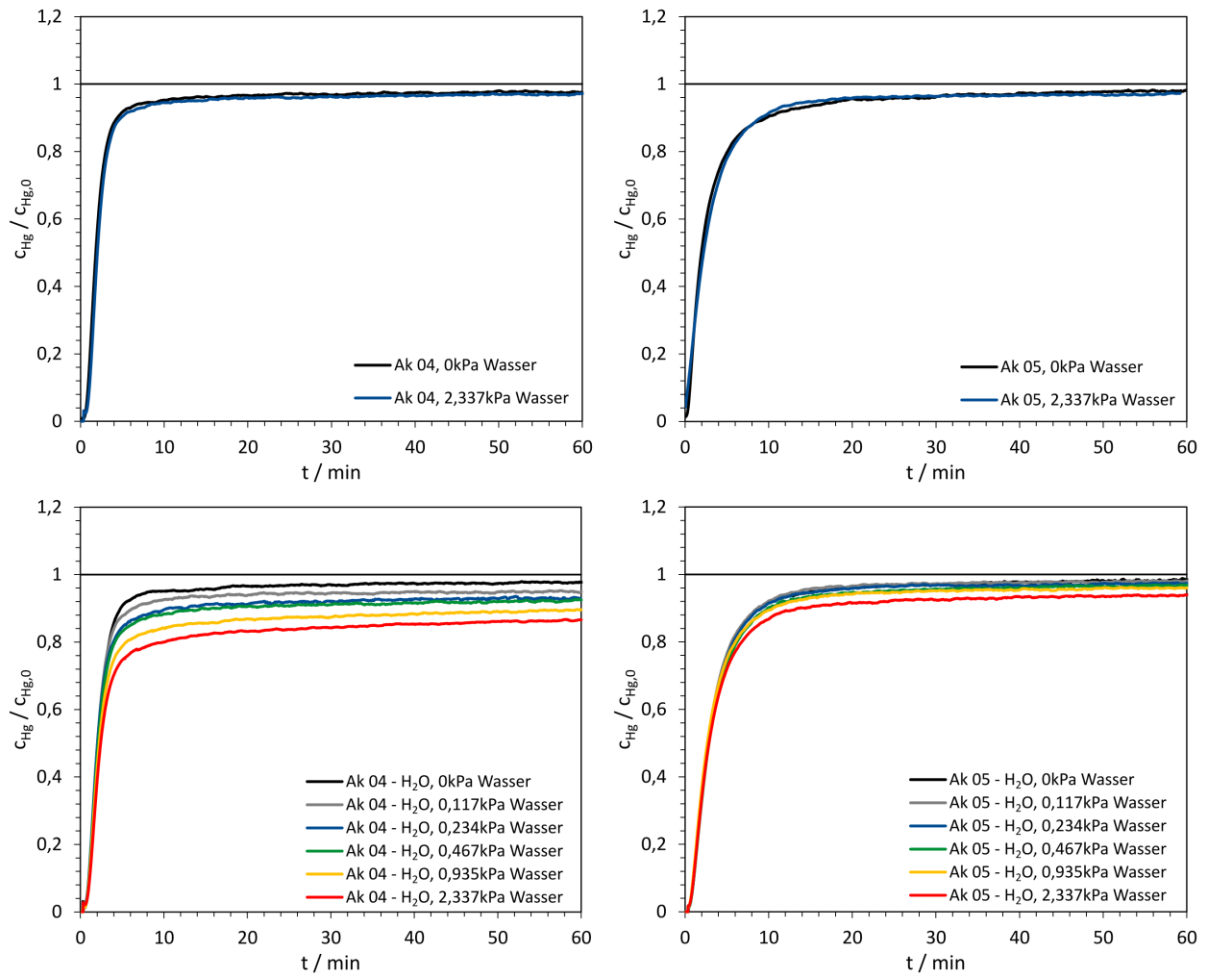 1,2
1
0,8
0,6
0,4
0,2
0
c_Hg / c_Hg,0
0 10 20 30 40 50 60
t / min
Ak 04, 0kPa Wasser
Ak 04, 2,337kPa Wasser
1,2
1
0,8
0,6
0,4
0,2
0
c_Hg / c_Hg,0
0 10 20 30 40 50 60
t / min
Ak 05, 0kPa Wasser
Ak 05, 2,337kPa Wasser
1,2
1
0,8
0,6
0,4
0,2
0
c_Hg / c_Hg,0
0 10 20 30 40 50 60
t / min
Ak 04 - H₂O, 0kPa Wasser
Ak 04 - H₂O, 0,117kPa Wasser
Ak 04 - H₂O, 0,234kPa Wasser
Ak 04 - H₂O, 0,467kPa Wasser
Ak 04 - H₂O, 0,935kPa Wasser
Ak 04 - H₂O, 2,337kPa Wasser
1,2
1
0,8
0,6
0,4
0,2
0
c_Hg / c_Hg,0
0 10 20 30 40 50 60
t / min
Ak 05 - H₂O, 0kPa Wasser
Ak 05 - H₂O, 0,117kPa Wasser
Ak 05 - H₂O, 0,234kPa Wasser
Ak 05 - H₂O, 0,467kPa Wasser
Ak 05 - H₂O, 0,935kPa Wasser
Ak 05 - H₂O, 2,337kPa Wasser